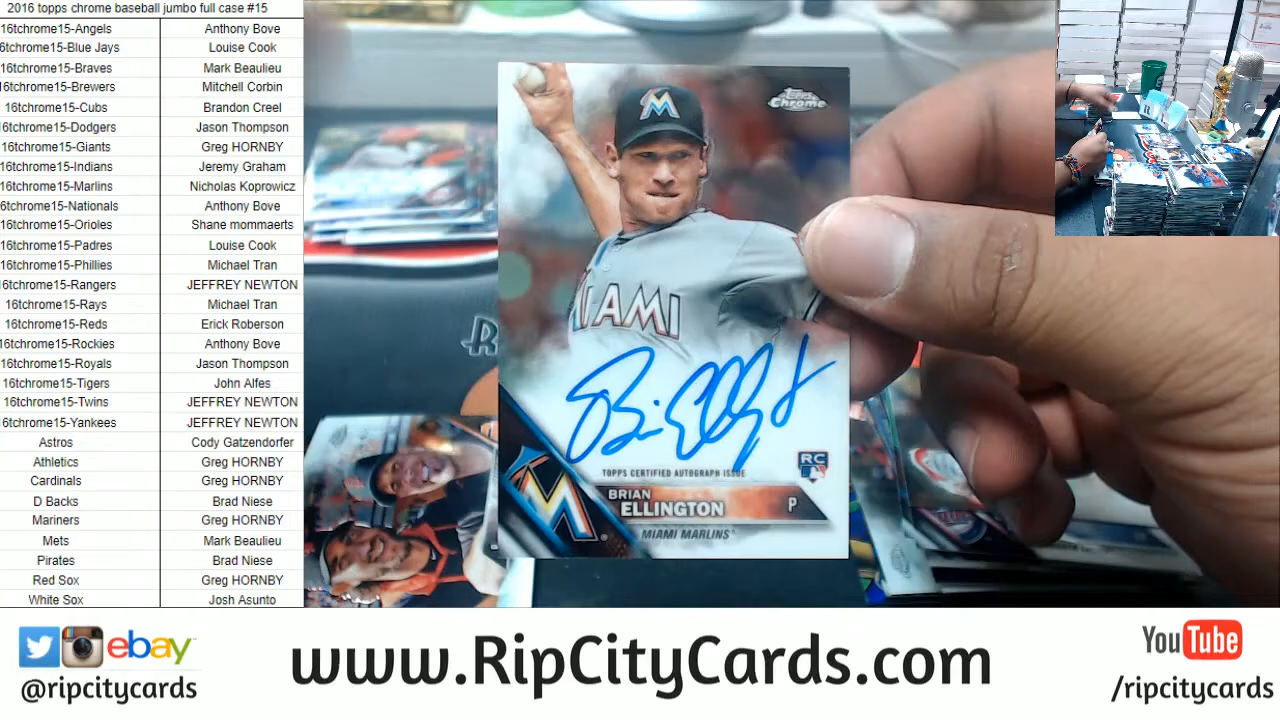 2016 topps chrome baseball jumbo full case #15
16tchrome15-Angels Anthony Bove
6tchrome15-Blue Jays Louise Cook
16tchrome15-Braves Mark Beaulieu
16tchrome15-Brewers Mitchell Corbin
16tchrome15-Cubs Brandon Creel
16tchrome15-Dodgers Jason Thompson
16tchrome15-Giants Greg HORNBY
16tchrome15-Indians Jeremy Graham
16tchrome15-Marlins Nicholas Koprowicz
6tchrome15-Nationals Anthony Bove
16tchrome15-Orioles Shane mommaerts
16tchrome15-Padres Louise Cook
16tchrome15-Phillies Michael Tran
16tchrome15-Rangers JEFFREY NEWTON
16tchrome15-Rays Michael Tran
16tchrome15-Reds Erick Roberson
16tchrome15-Rockies Anthony Bove
16tchrome15-Royals Jason Thompson
16tchrome15-Tigers John Alfes
16tchrome15-Twins JEFFREY NEWTON
6tchrome15-Yankees JEFFREY NEWTON
Astros Cody Gatzendorfer
Athletics Greg HORNBY
Cardinals Greg HORNBY
D Backs Brad Niese
Mariners Greg HORNBY
Mets Mark Beaulieu
Pirates Brad Niese
Red Sox Greg HORNBY
White Sox Josh Asunto
Topps
Chrome
MIAMI
TOPPS CERTIFIED AUTOGRAPH ISSUE
RC
BRIAN
ELLINGTON P
MIAMI MARLINS
ebay
@ripcitycards
www.RipCityCards.com
YouTube
/ripcitycards